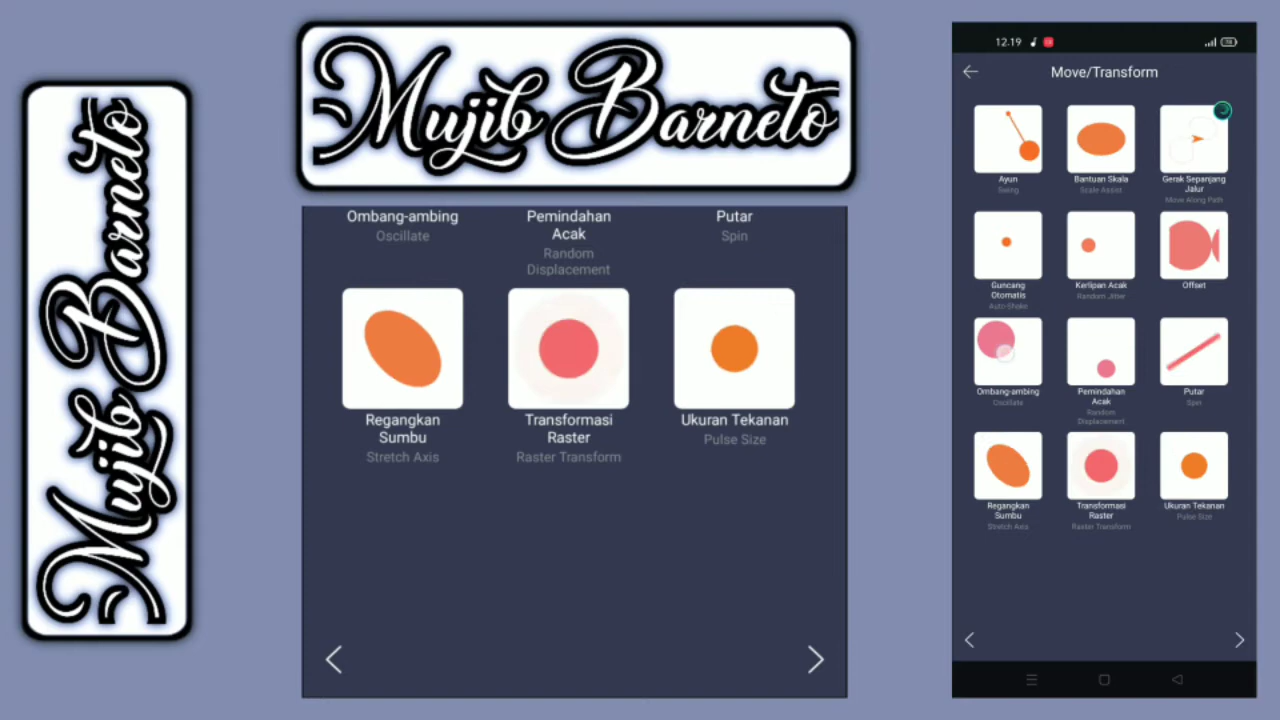 Mujib Barneto
Mujib Barneto
Ombang-ambing
Oscillate
Pemindahan
Acak
Random
Displacement
Putar
Spin
Regangkan
Sumbu
Stretch Axis
Transformasi
Raster
Raster Transform
Ukuran Tekanan
Pulse Size
12.19
Move/Transform
Ayun
Swing
Bantuan Skala
Scale Assist
Gerak Sepanjang
Jalur
Move Along Path
Guncang
Otomatis
Auto-Shake
Kerlipan Acak
Random Jitter
Offset
Ombang-ambing
Oscillate
Pemindahan
Acak
Random
Displacement
Putar
Spin
Regangkan
Sumbu
Stretch Axis
Transformasi
Raster
Raster Transform
Ukuran Tekanan
Pulse Size